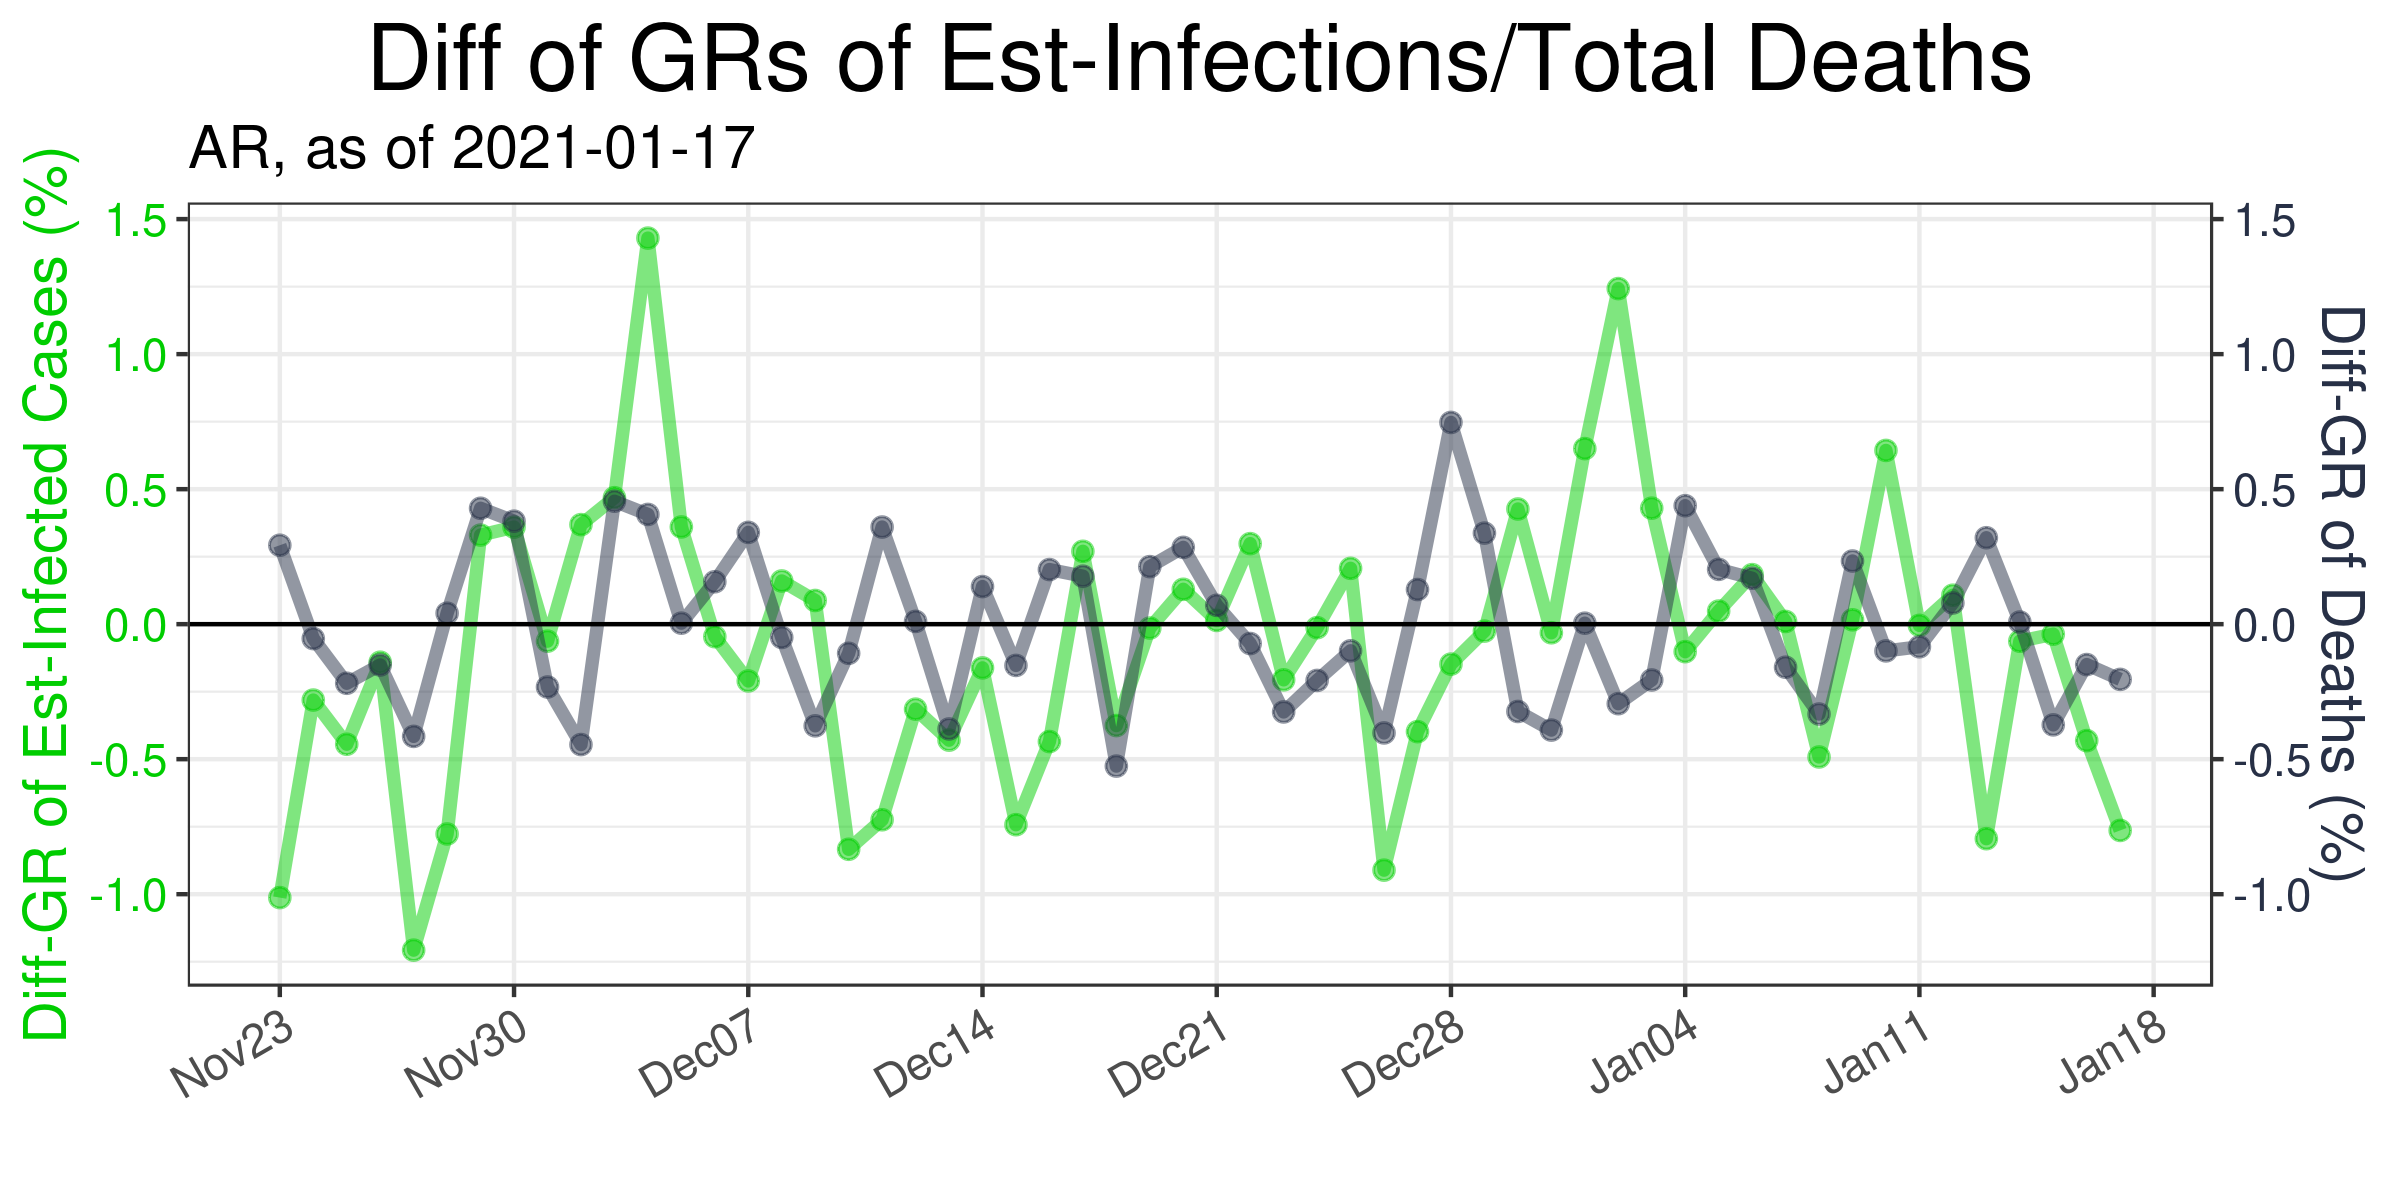 Diff of GRs of Est-Infections/Total Deaths
AR, as of 2021-01-17
Diff-GR of Est-Infected Cases (%)
1.5
1.0
0.5
0.0
-0.5
-1.0
1.5
1.0
0.5
0.0
-0.5
-1.0
Diff-GR of Deaths (%)
Nov23
Nov30
Dec07
Dec14
Dec21
Dec28
Jan04
Jan11
Jan18